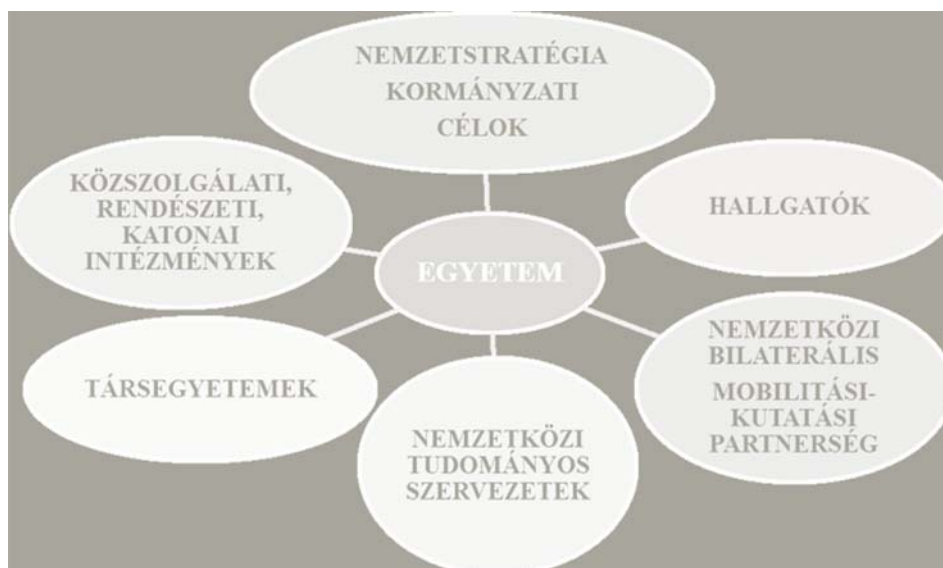 NEMZETSTRATÉGIA
KORMÁNYZATI
CÉLOK
KÖZSZOLGÁLATI,
RENDÉSZETI,
KATONAI
INTÉZMÉNYEK
HALLGATÓK
EGYETEM
NEMZETKÖZI
BILATERÁLIS
MOBILITÁSI-
KUTATÁSI
PARTNERSÉG
TÁRSEGYETEMEK
NEMZETKÖZI
TUDOMÁNYOS
SZERVEZETEK